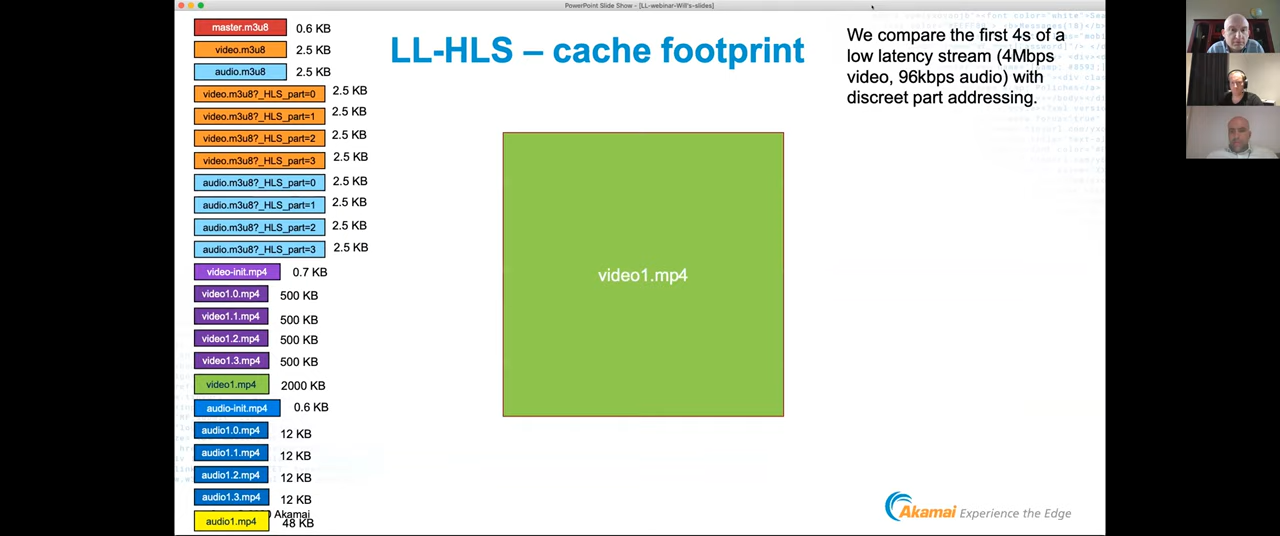 PowerPoint Slide Show - [LL-webinar-Will's-slides]
LL-HLS – cache footprint
We compare the first 4s of a
low latency stream (4Mbps
video, 96kbps audio) with
discreet part addressing.
master.m3u8 0.6 KB
video.m3u8 2.5 KB
audio.m3u8 2.5 KB
video.m3u8?_HLS_part=0 2.5 KB
video.m3u8?_HLS_part=1 2.5 KB
video.m3u8?_HLS_part=2 2.5 KB
video.m3u8?_HLS_part=3 2.5 KB
audio.m3u8?_HLS_part=0 2.5 KB
audio.m3u8?_HLS_part=1 2.5 KB
audio.m3u8?_HLS_part=2 2.5 KB
audio.m3u8?_HLS_part=3 2.5 KB
video-init.mp4 0.7 KB
video1.0.mp4 500 KB
video1.1.mp4 500 KB
video1.2.mp4 500 KB
video1.3.mp4 500 KB
video1.mp4 2000 KB
audio-init.mp4 0.6 KB
audio1.0.mp4 12 KB
audio1.1.mp4 12 KB
audio1.2.mp4 12 KB
audio1.3.mp4 12 KB
Akamai
audio1.mp4 48 KB
video1.mp4
Akamai Experience the Edge